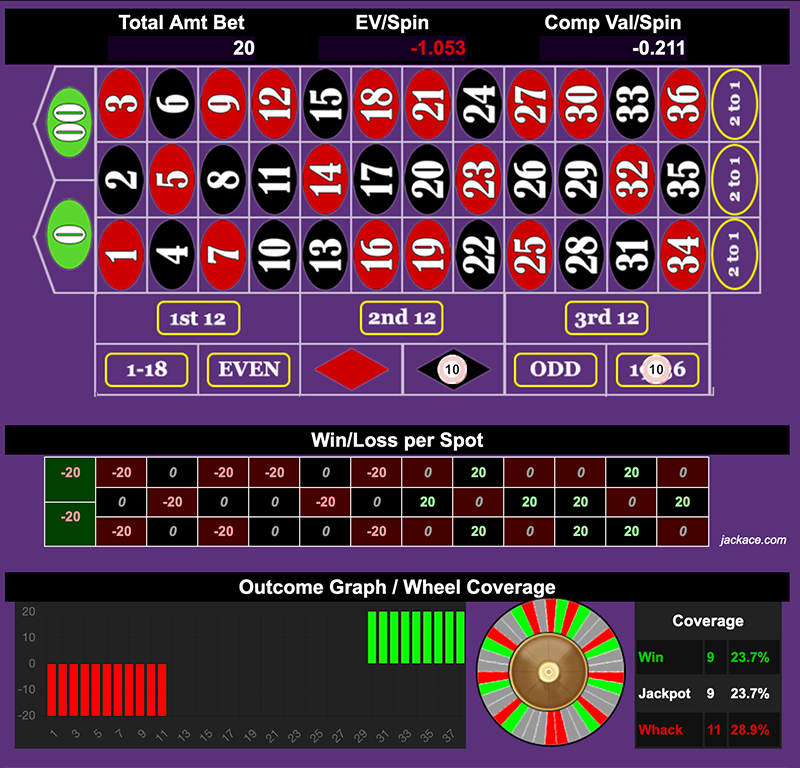 Total Amt Bet EV/Spin Comp Val/Spin
20 -1.053 -0.211
00 3 6 9 12 15 18 21 24 27 30 33 36 2 to 1
2 5 8 11 14 17 20 23 26 29 32 35 2 to 1
0 1 4 7 10 13 16 19 22 25 28 31 34 2 to 1
1st 12 2nd 12 3rd 12
1-18 EVEN 10 ODD 10
Win/Loss per Spot
-20 -20 0 -20 -20 0 -20 0 20 0 0 20 0
0 -20 0 0 -20 0 20 0 20 20 0 20
-20 -20 0 -20 0 0 -20 0 20 0 20 20 0
jackace.com
Outcome Graph / Wheel Coverage
20
10
0
-10
-20
1 3 5 7 9 11 13 15 17 19 21 23 25 27 29 31 33 35 37
Coverage
Win 9 23.7%
Jackpot 9 23.7%
Whack 11 28.9%